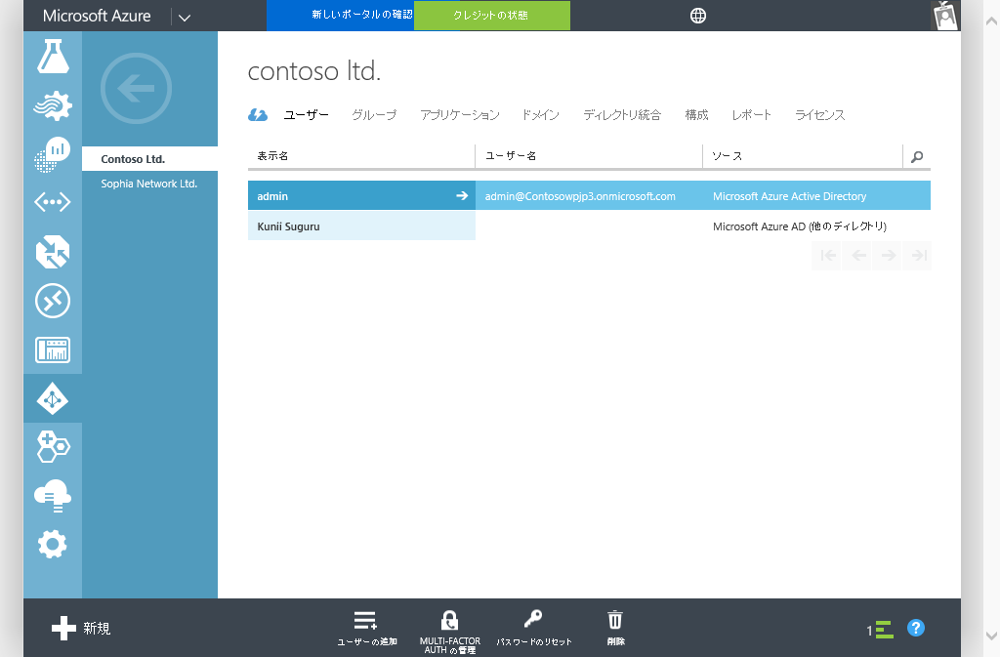 Microsoft Azure
新しいポータルの確認
クレジットの状態
contoso ltd.
ユーザー グループ アプリケーション ドメイン ディレクトリ統合 構成 レポート ライセンス
Contoso Ltd.
Sophia Network Ltd.
表示名 ユーザー名 ソース
admin admin@Contosowpjp3.onmicrosoft.com Microsoft Azure Active Directory
Kunii Suguru Microsoft Azure AD (他のディレクトリ)
新規
ユーザーの追加
MULTI-FACTOR
AUTH の管理
パスワードのリセット
削除
1
?